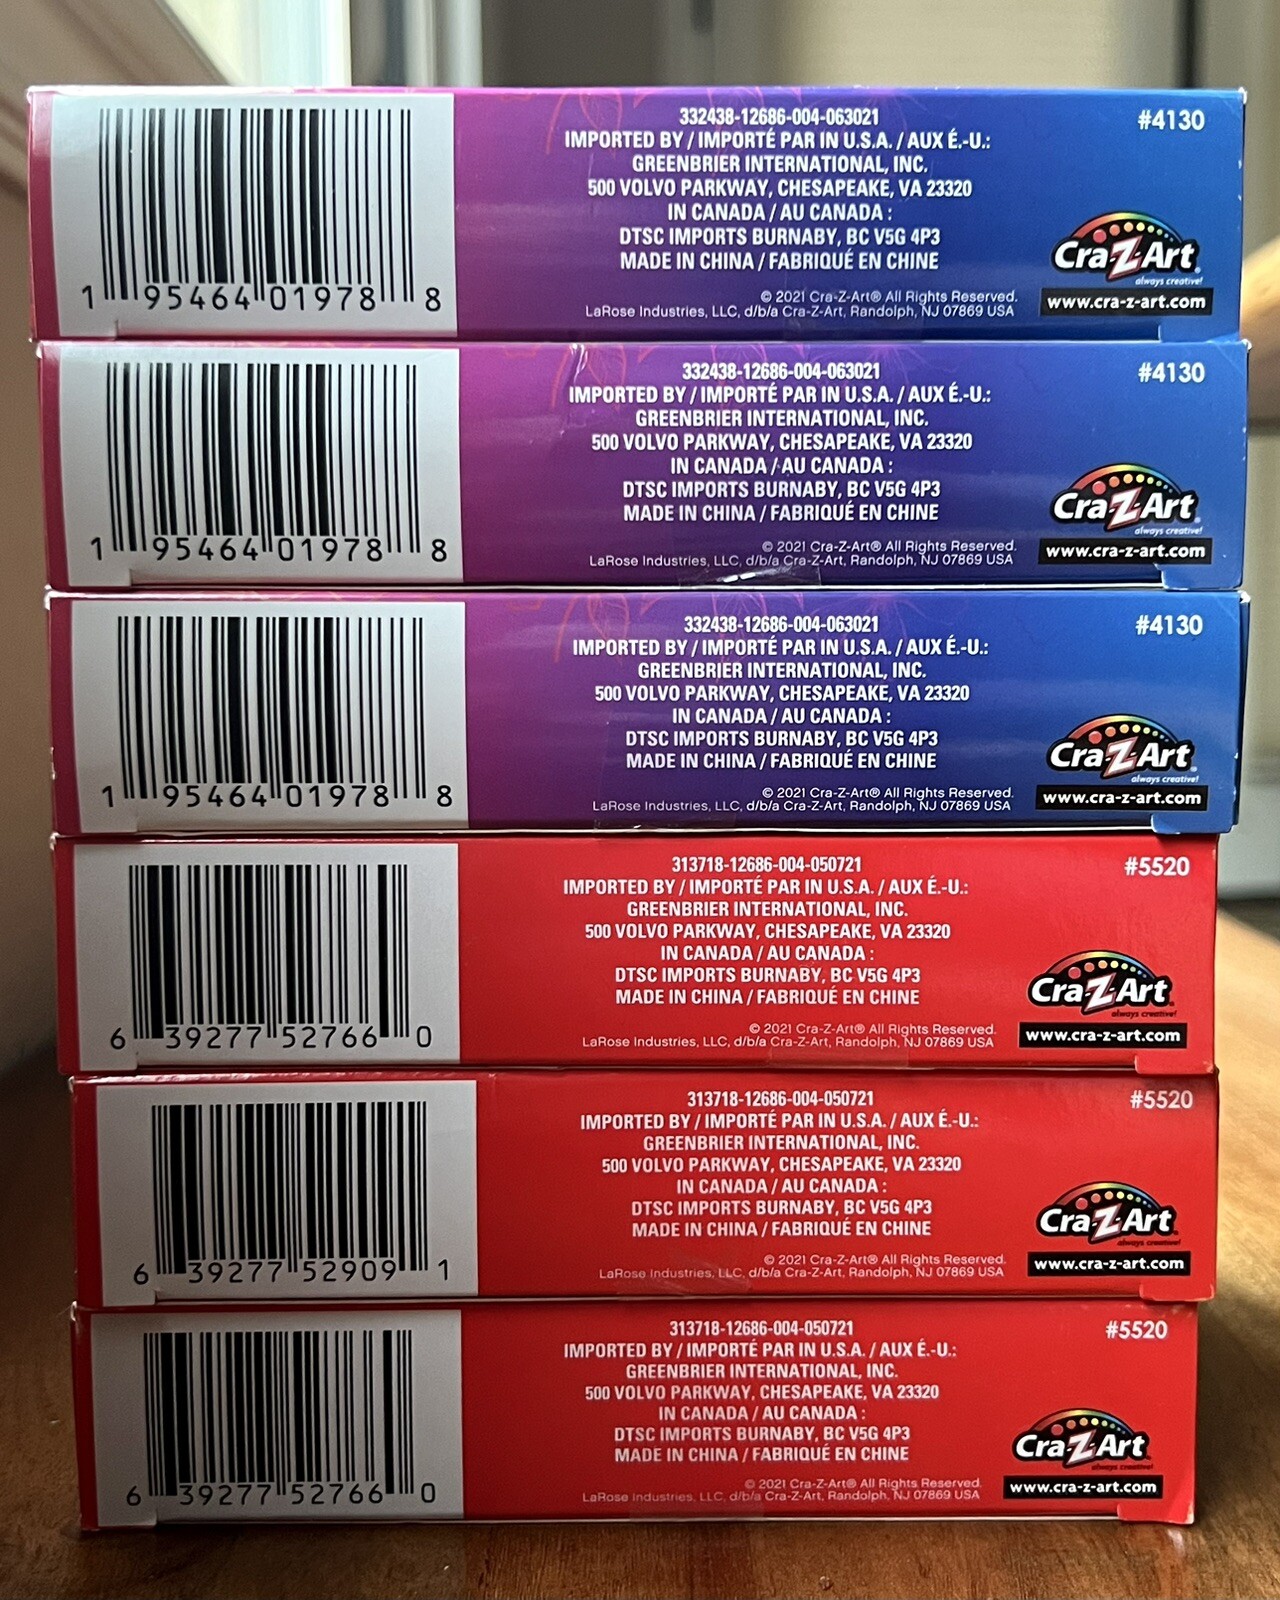 332438-12686-004-063021
#4130
IMPORTED BY / IMPORTÉ PAR IN U.S.A. / AUX É.-U.:
GREENBRIER INTERNATIONAL, INC.
500 VOLVO PARKWAY, CHESAPEAKE, VA 23320
IN CANADA / AU CANADA :
DTSC IMPORTS BURNABY, BC V5G 4P3
MADE IN CHINA / FABRIQUÉ EN CHINE
Cra-Z-Art®
always creative!
© 2021 Cra-Z-Art® All Rights Reserved.
LaRose Industries, LLC, d/b/a Cra-Z-Art, Randolph, NJ 07869 USA
www.cra-z-art.com
1 95464 01978 8
332438-12686-004-063021
#4130
IMPORTED BY / IMPORTÉ PAR IN U.S.A. / AUX É.-U.:
GREENBRIER INTERNATIONAL, INC.
500 VOLVO PARKWAY, CHESAPEAKE, VA 23320
IN CANADA / AU CANADA :
DTSC IMPORTS BURNABY, BC V5G 4P3
MADE IN CHINA / FABRIQUÉ EN CHINE
Cra-Z-Art®
always creative!
© 2021 Cra-Z-Art® All Rights Reserved.
LaRose Industries, LLC, d/b/a Cra-Z-Art, Randolph, NJ 07869 USA
www.cra-z-art.com
1 95464 01978 8
332438-12686-004-063021
#4130
IMPORTED BY / IMPORTÉ PAR IN U.S.A. / AUX É.-U.:
GREENBRIER INTERNATIONAL, INC.
500 VOLVO PARKWAY, CHESAPEAKE, VA 23320
IN CANADA / AU CANADA :
DTSC IMPORTS BURNABY, BC V5G 4P3
MADE IN CHINA / FABRIQUÉ EN CHINE
Cra-Z-Art®
always creative!
© 2021 Cra-Z-Art® All Rights Reserved.
LaRose Industries, LLC, d/b/a Cra-Z-Art, Randolph, NJ 07869 USA
www.cra-z-art.com
1 95464 01978 8
313718-12686-004-050721
#5520
IMPORTED BY / IMPORTÉ PAR IN U.S.A. / AUX É.-U.:
GREENBRIER INTERNATIONAL, INC.
500 VOLVO PARKWAY, CHESAPEAKE, VA 23320
IN CANADA / AU CANADA :
DTSC IMPORTS BURNABY, BC V5G 4P3
MADE IN CHINA / FABRIQUÉ EN CHINE
Cra-Z-Art
always creative!
© 2021 Cra-Z-Art® All Rights Reserved.
LaRose Industries, LLC, d/b/a Cra-Z-Art, Randolph, NJ 07869 USA
www.cra-z-art.com
6 39277 52766 0
313718-12686-004-050721
#5520
IMPORTED BY / IMPORTÉ PAR IN U.S.A. / AUX É.-U.:
GREENBRIER INTERNATIONAL, INC.
500 VOLVO PARKWAY, CHESAPEAKE, VA 23320
IN CANADA / AU CANADA :
DTSC IMPORTS BURNABY, BC V5G 4P3
MADE IN CHINA / FABRIQUÉ EN CHINE
Cra-Z-Art
always creative!
© 2021 Cra-Z-Art® All Rights Reserved.
LaRose Industries, LLC, d/b/a Cra-Z-Art, Randolph, NJ 07869 USA
www.cra-z-art.com
6 39277 52909 1
313718-12686-004-050721
#5520
IMPORTED BY / IMPORTÉ PAR IN U.S.A. / AUX É.-U.:
GREENBRIER INTERNATIONAL, INC.
500 VOLVO PARKWAY, CHESAPEAKE, VA 23320
IN CANADA / AU CANADA :
DTSC IMPORTS BURNABY, BC V5G 4P3
MADE IN CHINA / FABRIQUÉ EN CHINE
Cra-Z-Art
always creative!
© 2021 Cra-Z-Art® All Rights Reserved.
LaRose Industries, LLC, d/b/a Cra-Z-Art, Randolph, NJ 07869 USA
www.cra-z-art.com
6 39277 52766 0